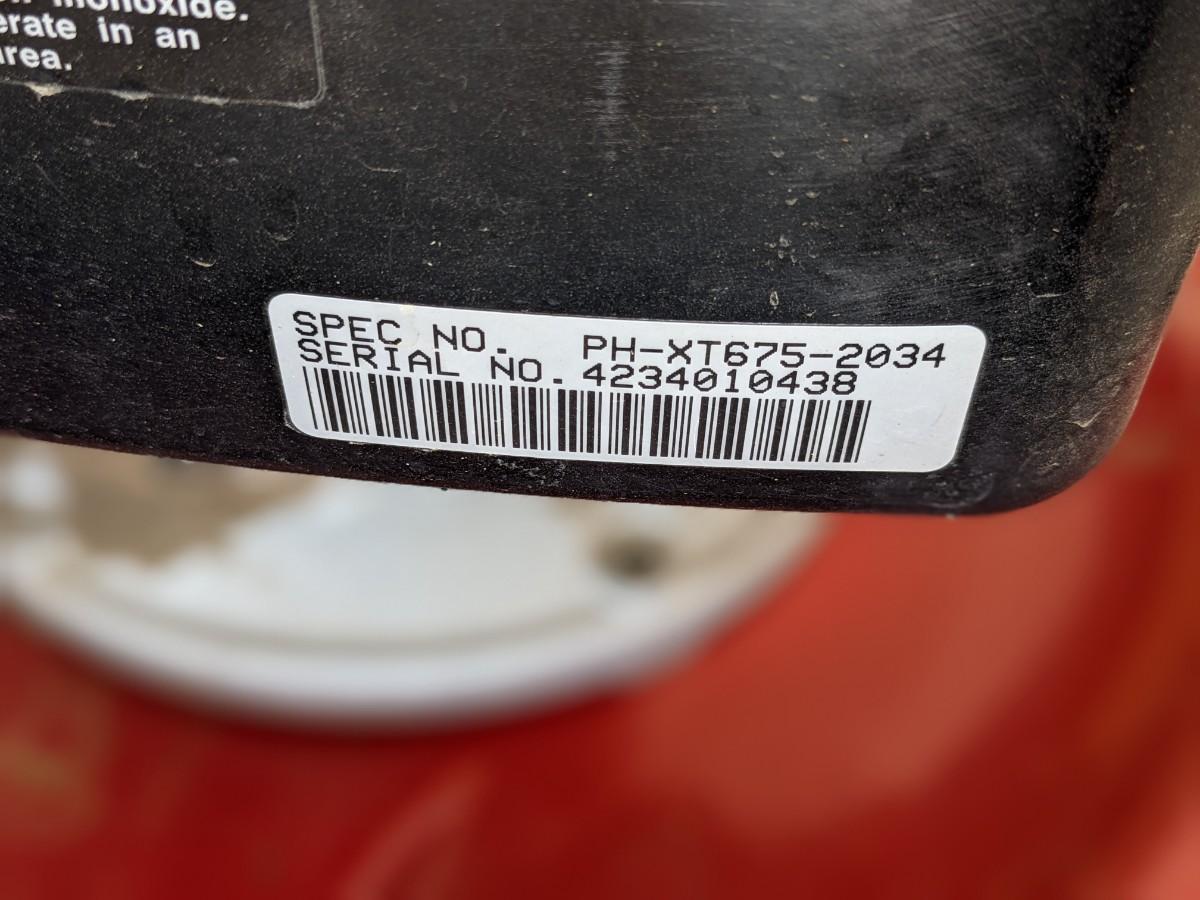 monoxide.
erate in an
area.
SPEC NO. PH-XT675-2034
SERIAL NO. 4234010438